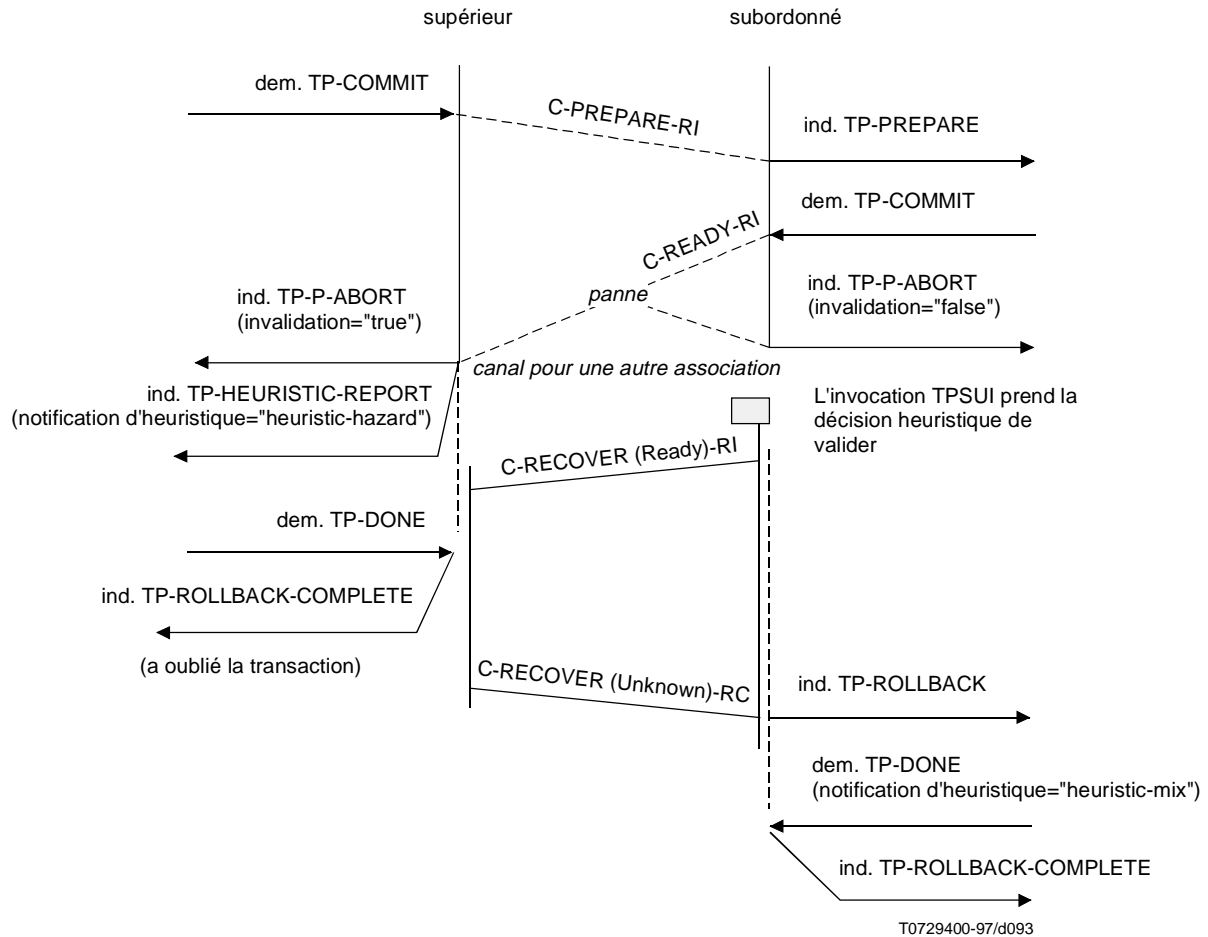 supérieur
subordonné
dem. TP-COMMIT
C-PREPARE-RI
ind. TP-PREPARE
dem. TP-COMMIT
C-READY-RI
panne
ind. TP-P-ABORT
(invalidation="true")
ind. TP-P-ABORT
(invalidation="false")
canal pour une autre association
ind. TP-HEURISTIC-REPORT
(notification d'heuristique="heuristic-hazard")
L'invocation TPSUI prend la
décision heuristique de
valider
C-RECOVER (Ready)-RI
dem. TP-DONE
ind. TP-ROLLBACK-COMPLETE
(a oublié la transaction)
C-RECOVER (Unknown)-RC
ind. TP-ROLLBACK
dem. TP-DONE
(notification d'heuristique="heuristic-mix")
ind. TP-ROLLBACK-COMPLETE
T0729400-97/d093